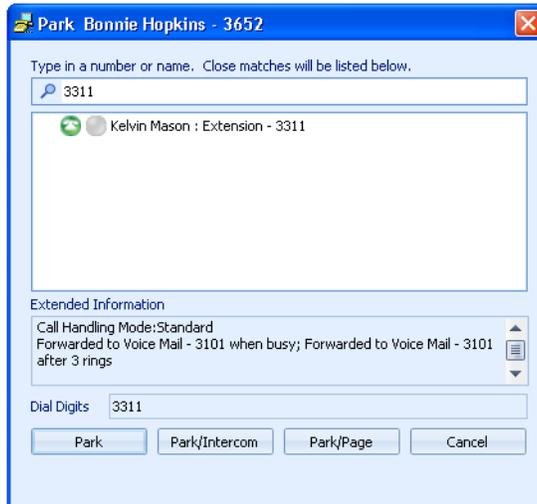 Park Bonnie Hopkins - 3652
Type in a number or name. Close matches will be listed below.
3311
Kelvin Mason : Extension - 3311
Extended Information
Call Handling Mode:Standard
Forwarded to Voice Mail - 3101 when busy; Forwarded to Voice Mail - 3101
after 3 rings
Dial Digits 3311
Park Park/Intercom Park/Page Cancel